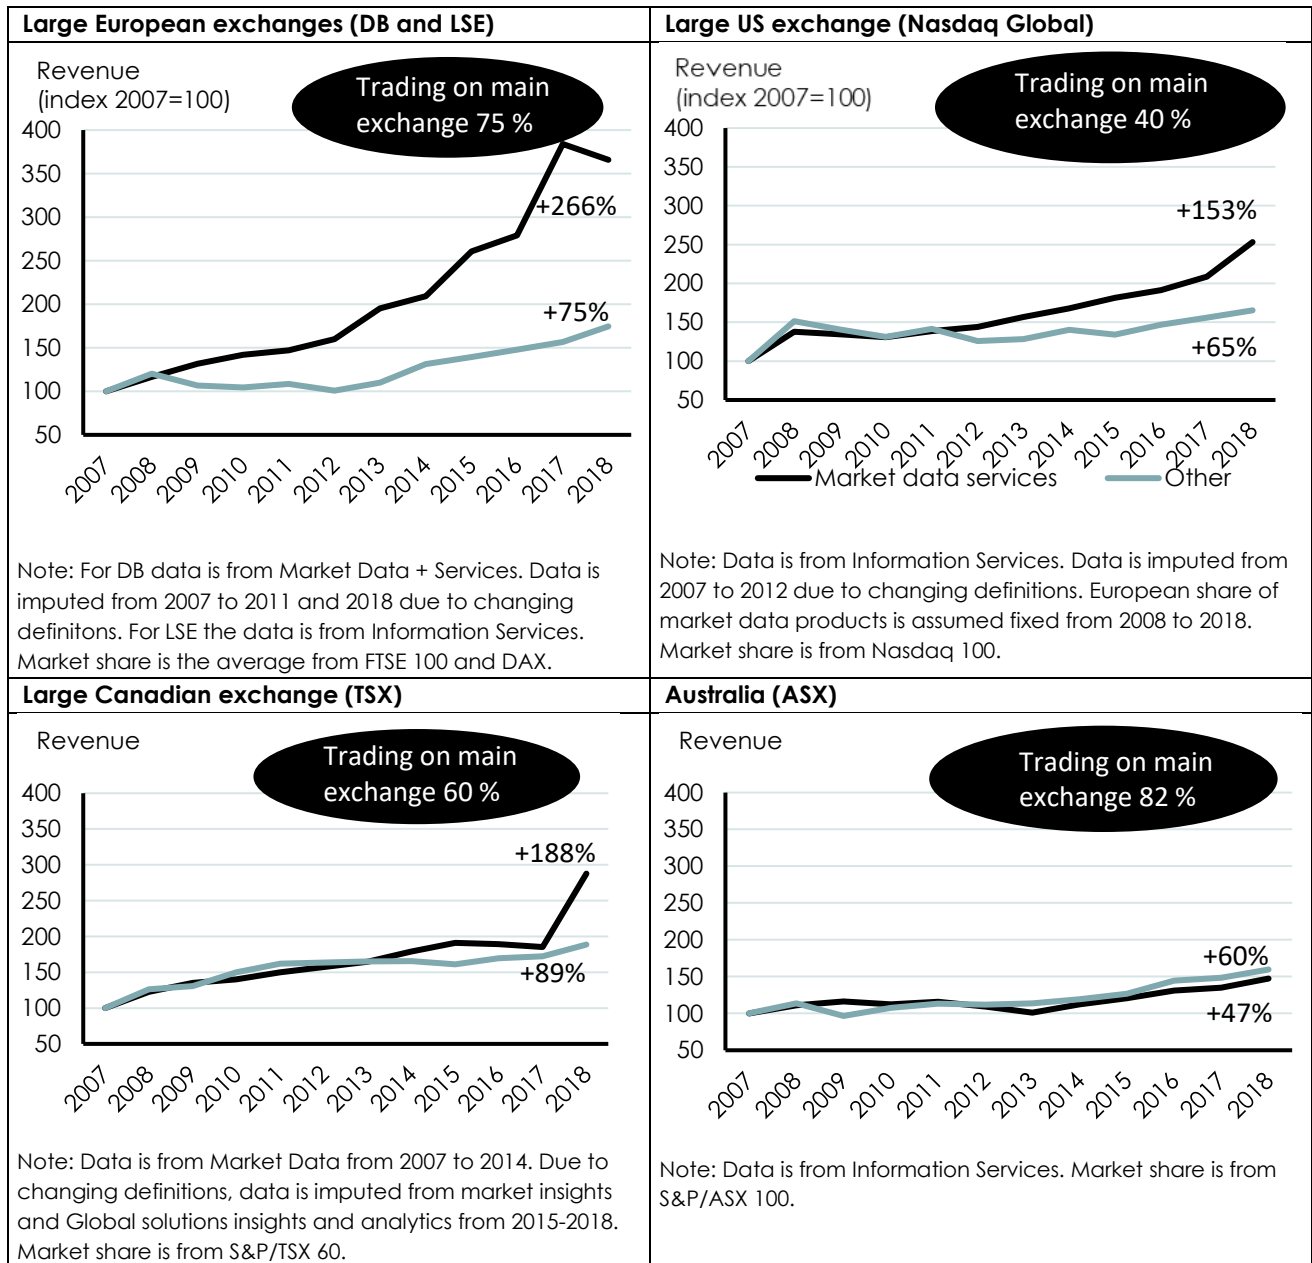 Large European exchanges (DB and LSE)
Revenue
(index 2007=100)
Trading on main
exchange 75 %
400
350
300
250
200
150
100
50
+266%
+75%
2007
2008
2009
2010
2011
2012
2013
2014
2015
2016
2017
2018
Note: For DB data is from Market Data + Services. Data is
imputed from 2007 to 2011 and 2018 due to changing
definitons. For LSE the data is from Information Services.
Market share is the average from FTSE 100 and DAX.
Large US exchange (Nasdaq Global)
Revenue
(index 2007=100)
Trading on main
exchange 40 %
400
350
300
250
200
150
100
50
+153%
+65%
2007
2008
2009
2010
2011
2012
2013
2014
2015
2016
2017
2018
Market data services
Other
Note: Data is from Information Services. Data is imputed from
2007 to 2012 due to changing definitions. European share of
market data products is assumed fixed from 2008 to 2018.
Market share is from Nasdaq 100.
Large Canadian exchange (TSX)
Revenue
Trading on main
exchange 60 %
400
350
300
250
200
150
100
50
+188%
+89%
2007
2008
2009
2010
2011
2012
2013
2014
2015
2016
2017
2018
Note: Data is from Market Data from 2007 to 2014. Due to
changing definitions, data is imputed from market insights
and Global solutions insights and analytics from 2015-2018.
Market share is from S&P/TSX 60.
Australia (ASX)
Revenue
Trading on main
exchange 82 %
400
350
300
250
200
150
100
50
+60%
+47%
2007
2008
2009
2010
2011
2012
2013
2014
2015
2016
2017
2018
Note: Data is from Information Services. Market share is from
S&P/ASX 100.